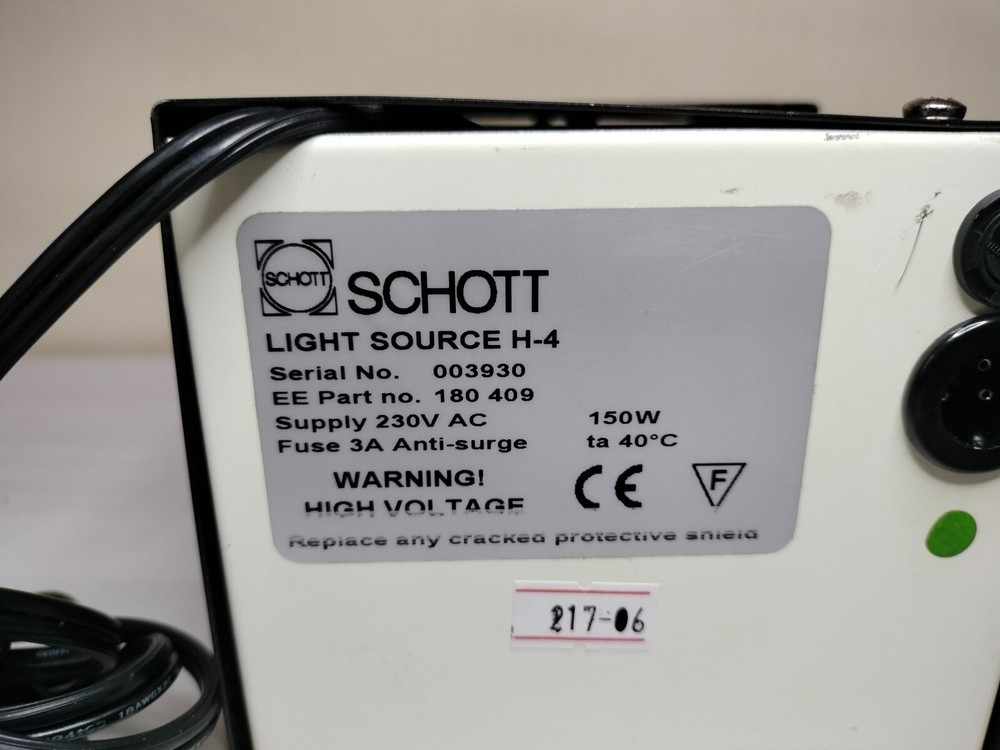 SCHOTT
SCHOTT
LIGHT SOURCE H-4
Serial No. 003930
EE Part no. 180 409
Supply 230V AC 150W
Fuse 3A Anti-surge ta 40°C
WARNING!
HIGH VOLTAGE
CE F
Replace any cracked protective shield
217-06
18AWGX